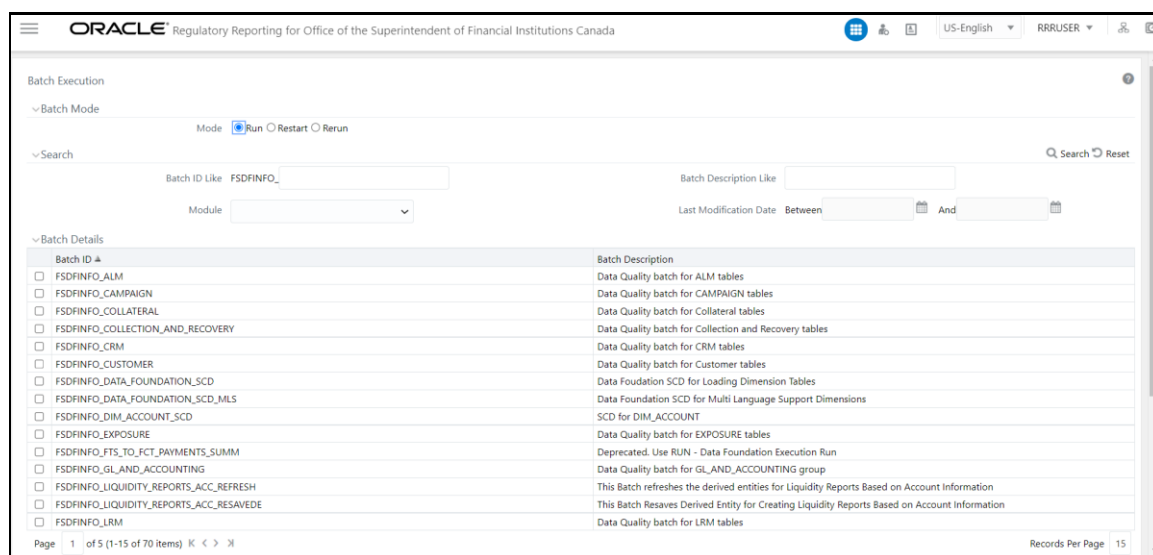 ORACLE Regulatory Reporting for Office of the Superintendent of Financial Institutions Canada US-English RRRUSER
Batch Execution
Batch Mode
Mode Run Restart Rerun
Search Search Reset
Batch ID Like FSDFINFO_ Batch Description Like
Module Last Modification Date Between And
Batch Details
Batch ID Batch Description
FSDFINFO_ALM Data Quality batch for ALM tables
FSDFINFO_CAMPAIGN Data Quality batch for CAMPAIGN tables
FSDFINFO_COLLATERAL Data Quality batch for Collateral tables
FSDFINFO_COLLECTION_AND_RECOVERY Data Quality batch for Collection and Recovery tables
FSDFINFO_CRM Data Quality batch for CRM tables
FSDFINFO_CUSTOMER Data Quality batch for Customer tables
FSDFINFO_DATA_FOUNDATION_SCD Data Foudation SCD for Loading Dimension Tables
FSDFINFO_DATA_FOUNDATION_SCD_MLS Data Foundation SCD for Multi Language Support Dimensions
FSDFINFO_DIM_ACCOUNT_SCD SCD for DIM_ACCOUNT
FSDFINFO_EXPOSURE Data Quality batch for EXPOSURE tables
FSDFINFO_FTS_TO_FCT_PAYMENTS_SUMM Deprecated. Use RUN - Data Foundation Execution Run
FSDFINFO_GL_AND_ACCOUNTING Data Quality batch for GL_AND_ACCOUNTING group
FSDFINFO_LIQUIDITY_REPORTS_ACC_REFRESH This Batch refreshes the derived entities for Liquidity Reports Based on Account Information
FSDFINFO_LIQUIDITY_REPORTS_ACC_RESAVEDE This Batch Resaves Derived Entity for Creating Liquidity Reports Based on Account Information
FSDFINFO_LRM Data Quality batch for LRM tables
Page 1 of 5 (1-15 of 70 items) Records Per Page 15